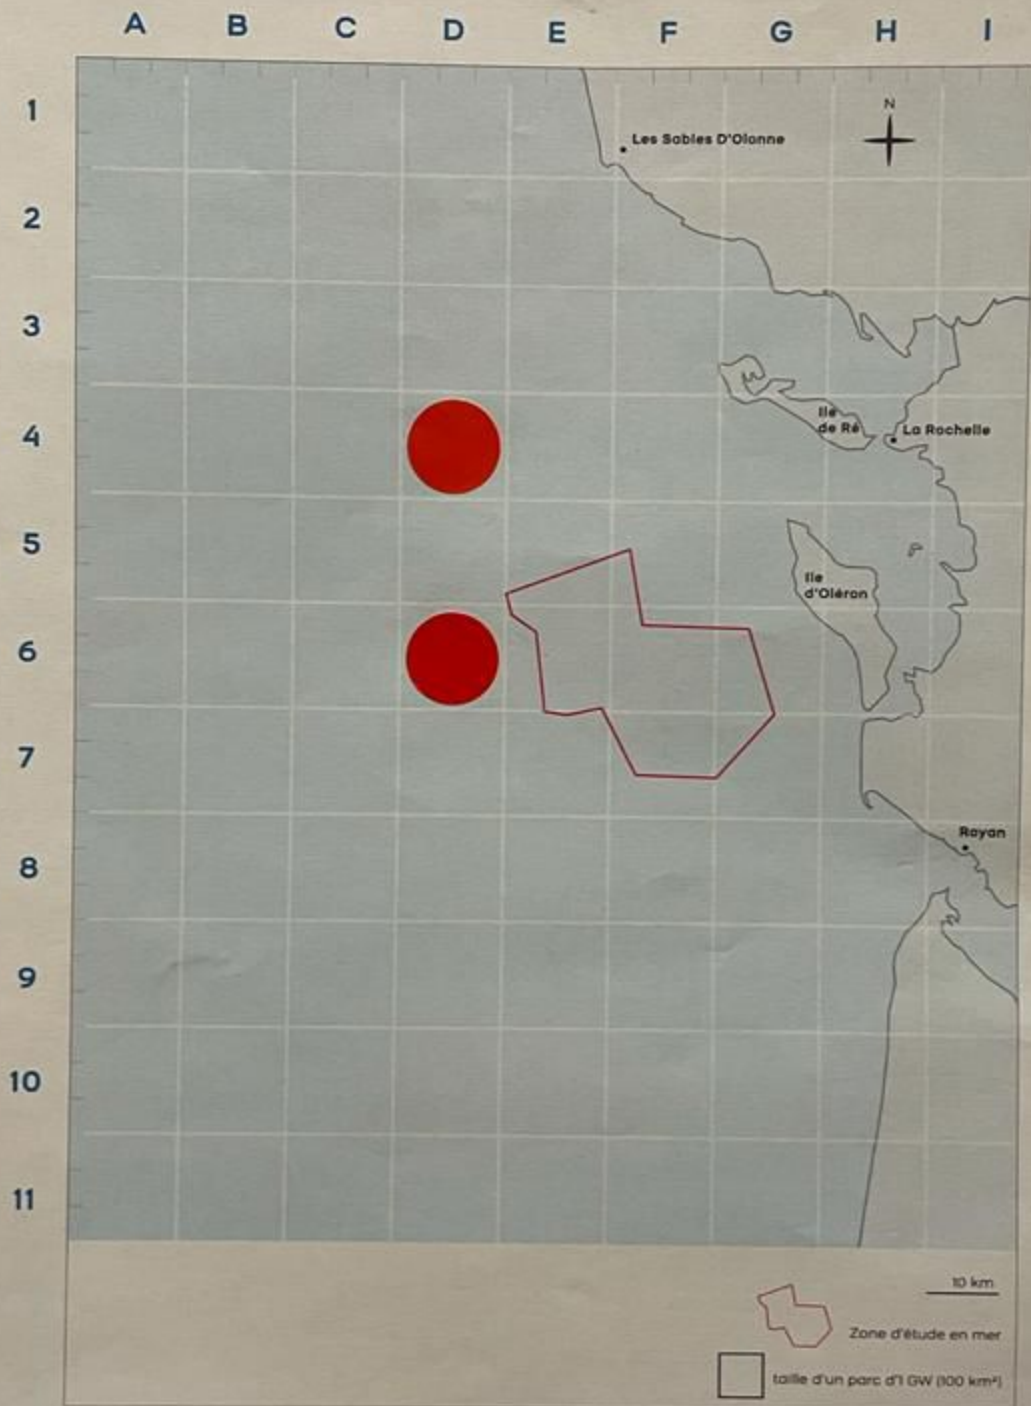 A B C D E F G H I
1
N
Les Sables D'Olonne
2
3
4
Ile
de Ré
La Rochelle
5
Ile
d'Oléron
6
7
Royan
8
9
10
11
10 km
Zone d'étude en mer
taille d'un parc d'1 GW (100 km²)